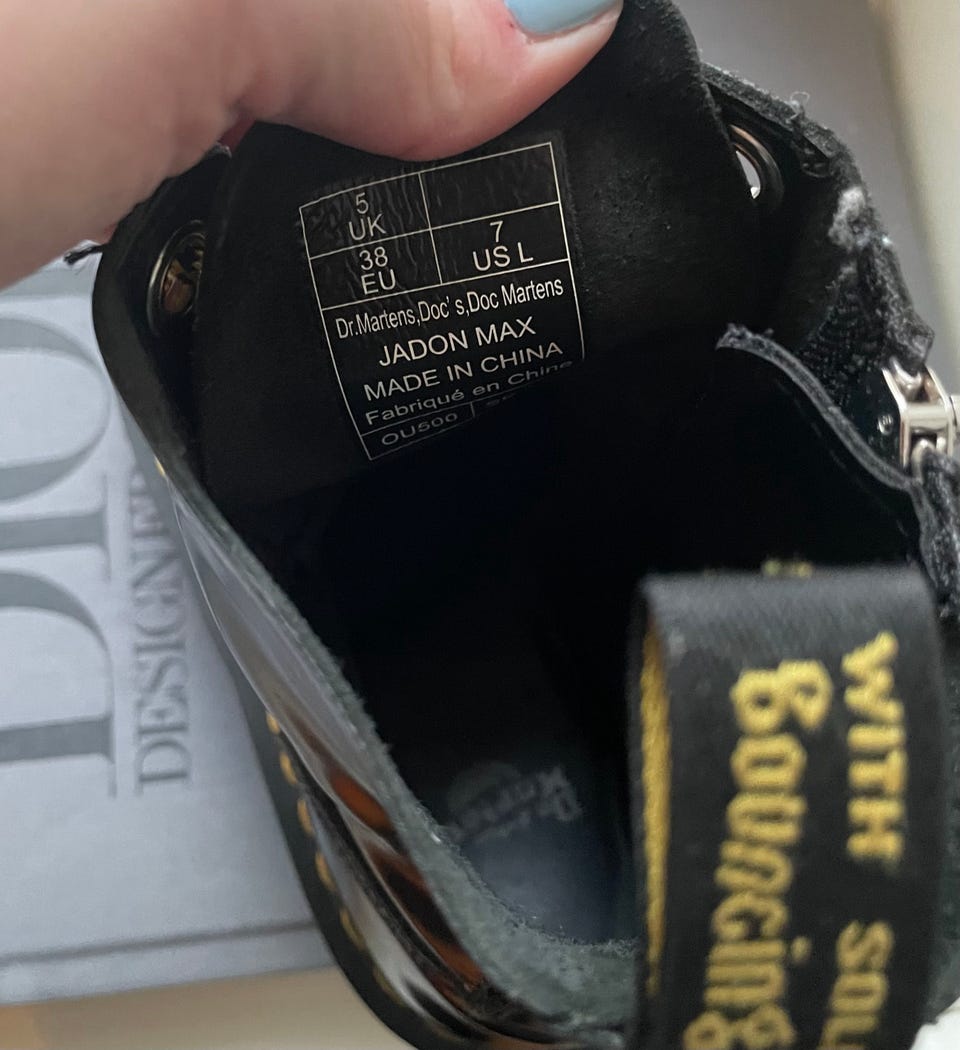 5
UK
38
EU
7
US L
Dr.Martens,Doc's,Doc Martens
JADON MAX
MADE IN CHINA
Fabriqué en Chine
OU500
WITH
Bouncing
DIO
DESIGNER